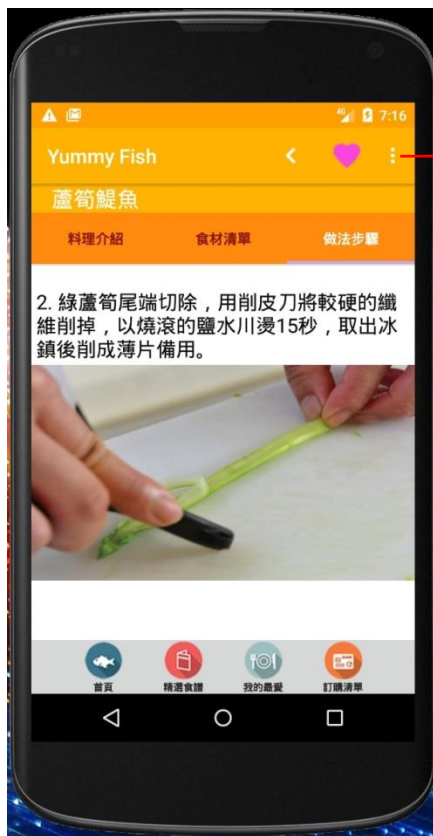 4G 7:16
Yummy Fish
蘆筍鯷魚
料理介紹 食材清單 做法步驟
2. 綠蘆筍尾端切除，用削皮刀將較硬的纖
維削掉，以燒滾的鹽水川燙15秒，取出冰
鎮後削成薄片備用。
首頁 精選食譜 我的最愛 訂購清單